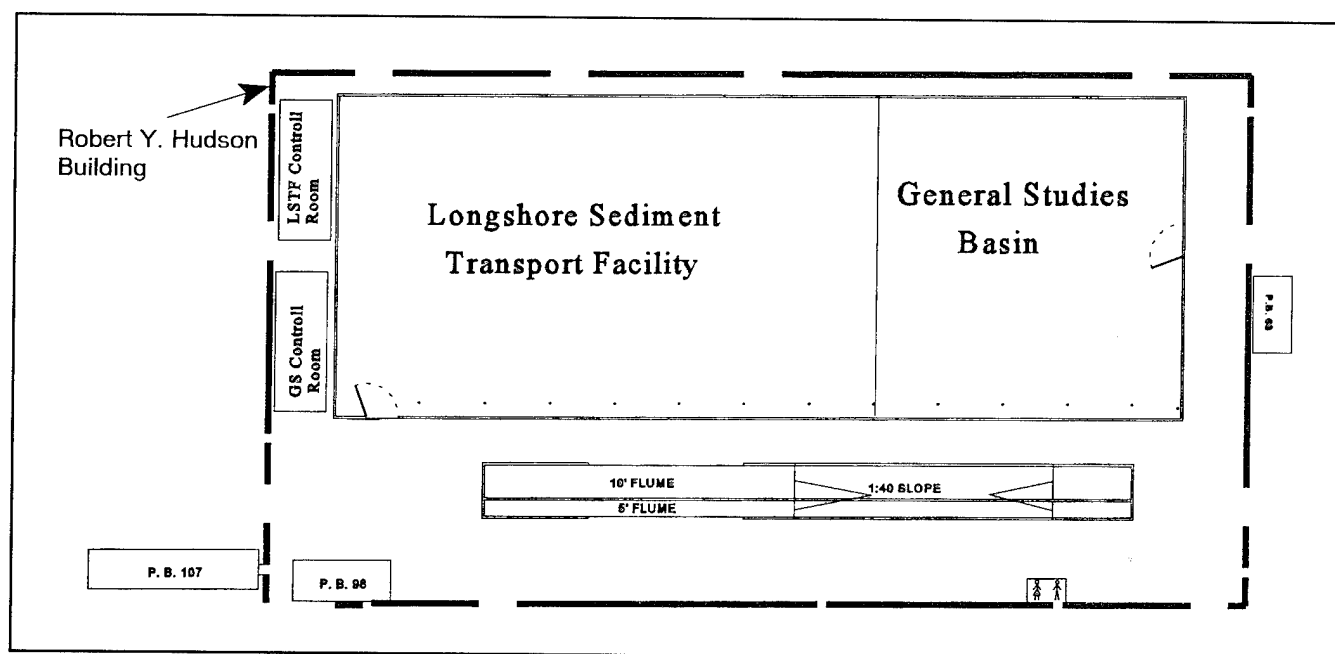 Robert Y. Hudson
Building
LSTF Controll
Room
GS Controll
Room
Longshore Sediment
Transport Facility
General Studies
Basin
P.B. 63
10' FLUME
5' FLUME
1:40 SLOPE
P. B. 107
P. B. 98